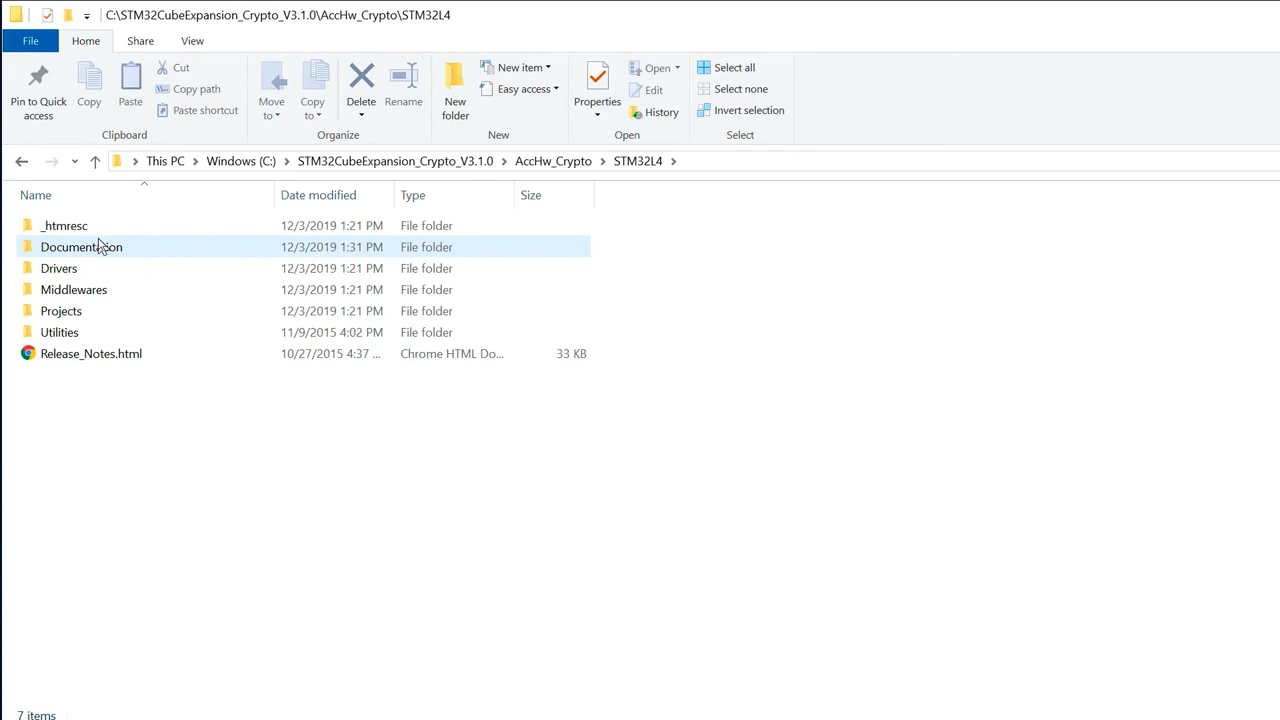 C:\STM32CubeExpansion_Crypto_V3.1.0\AccHw_Crypto\STM32L4
File Home Share View
Pin to Quick access
Copy
Paste
Cut
Copy path
Paste shortcut
Clipboard
Move to
Copy to
Delete
Rename
Organize
New folder
New item
Easy access
New
Properties
Open
Edit
History
Open
Select all
Select none
Invert selection
Select
This PC Windows (C:) STM32CubeExpansion_Crypto_V3.1.0 AccHw_Crypto STM32L4
Name Date modified Type Size
_htmresc 12/3/2019 1:21 PM File folder
Documentation 12/3/2019 1:31 PM File folder
Drivers 12/3/2019 1:21 PM File folder
Middlewares 12/3/2019 1:21 PM File folder
Projects 12/3/2019 1:21 PM File folder
Utilities 11/9/2015 4:02 PM File folder
Release_Notes.html 10/27/2015 4:37 ... Chrome HTML Do... 33 KB
7 items